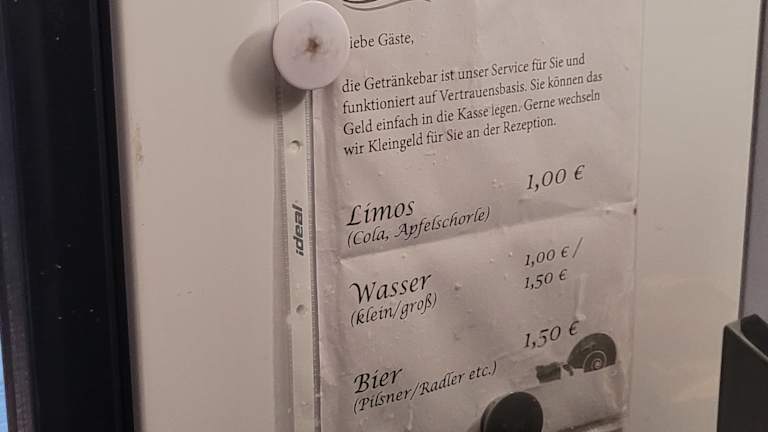 iebe Gäste,
die Getränkebar ist unser Service für Sie und
funktioniert auf Vertrauensbasis. Sie können das
Geld einfach in die Kasse legen. Gerne wechseln
wir Kleingeld für Sie an der Rezeption.
Limos 1,00 €
(Cola, Apfelschorle)
Wasser 1,00 € /
(klein/groß) 1,50 €
Bier 1,50 €
(Pilsner/Radler etc.)
ideal